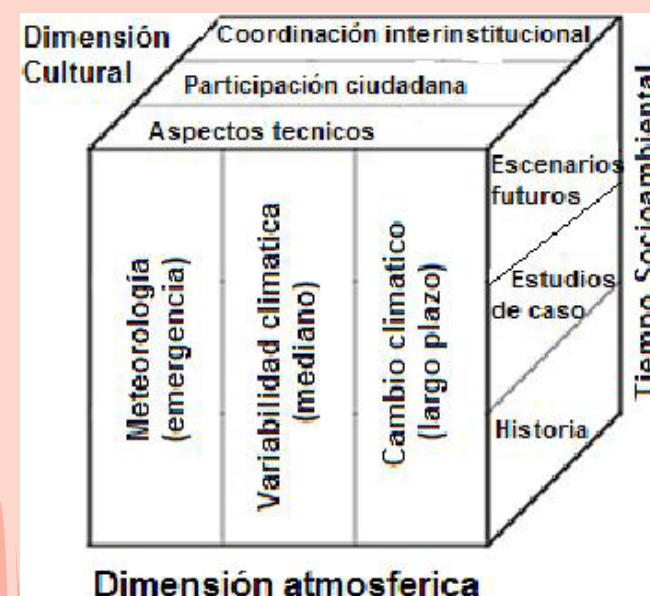 Dimensión
Cultural
Coordinación interinstitucional
Participación ciudadana
Aspectos tecnicos
Meteorología
(emergencia)
Variabilidad climatica
(mediano)
Cambio climatico
(largo plazo)
Escenarios
futuros
Estudios
de caso
Historia
Tiempo Socioambiental
Dimensión atmosferica